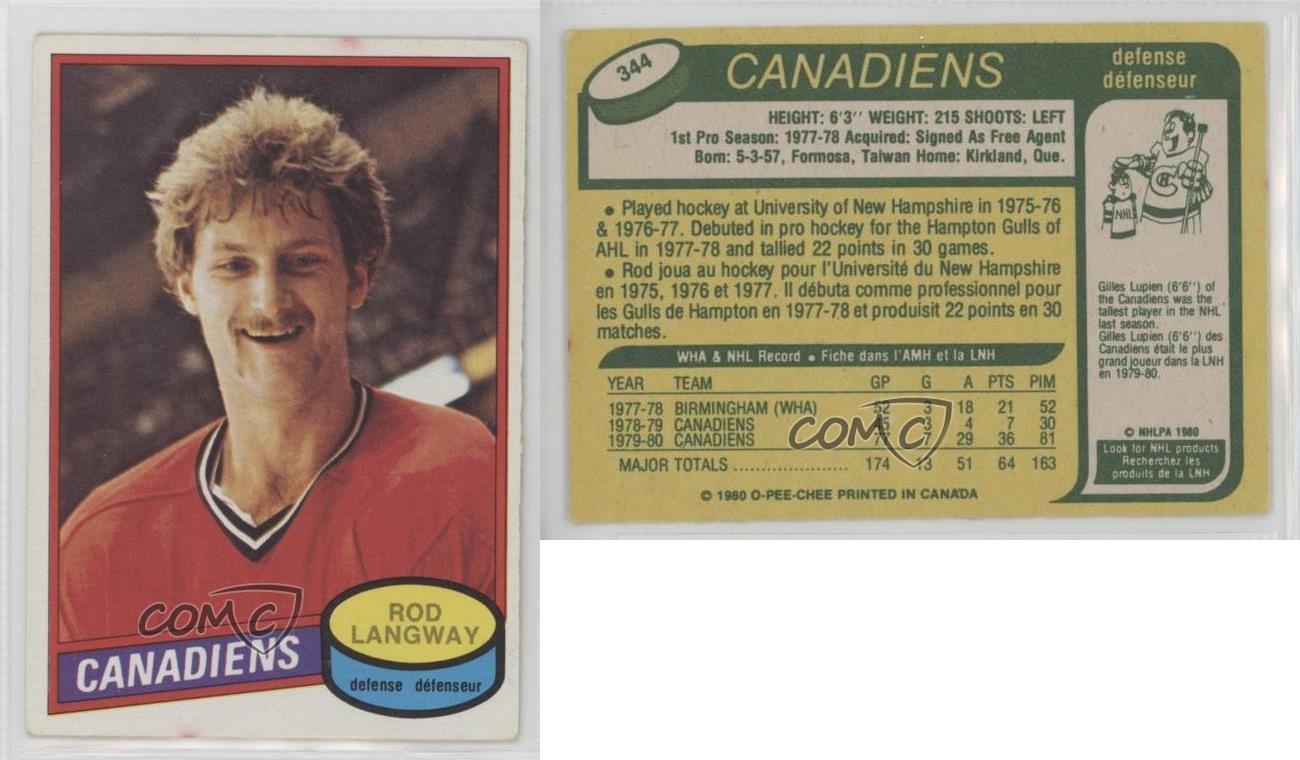 ROD
LANGWAY
CANADIENS
defense défenseur
COMC
344
CANADIENS
defense
défenseur
HEIGHT: 6'3'' WEIGHT: 215 SHOOTS: LEFT
1st Pro Season: 1977-78 Acquired: Signed As Free Agent
Born: 5-3-57, Formosa, Taiwan Home: Kirkland, Que.
• Played hockey at University of New Hampshire in 1975-76
& 1976-77. Debuted in pro hockey for the Hampton Gulls of
AHL in 1977-78 and tallied 22 points in 30 games.
• Rod joua au hockey pour l'Université du New Hampshire
en 1975, 1976 et 1977. Il débuta comme professionnel pour
les Gulls de Hampton en 1977-78 et produisit 22 points en 30
matches.
WHA & NHL Record • Fiche dans l'AMH et la LNH
YEAR TEAM GP G A PTS PIM
1977-78 BIRMINGHAM (WHA) 52 3 18 21 52
1978-79 CANADIENS 45 3 4 7 30
1979-80 CANADIENS 77 7 29 36 81
MAJOR TOTALS ..................... 174 13 51 64 163
COMC
© 1980 O-PEE-CHEE PRINTED IN CANADA
C
NHL
Gilles Lupien (6'6'') of
the Canadiens was the
tallest player in the NHL
last season.
Gilles Lupien (6'6'') des
Canadiens était le plus
grand joueur dans la LNH
en 1979-80.
© NHLPA 1980
Look for NHL products
Recherchez les
produits de la LNH